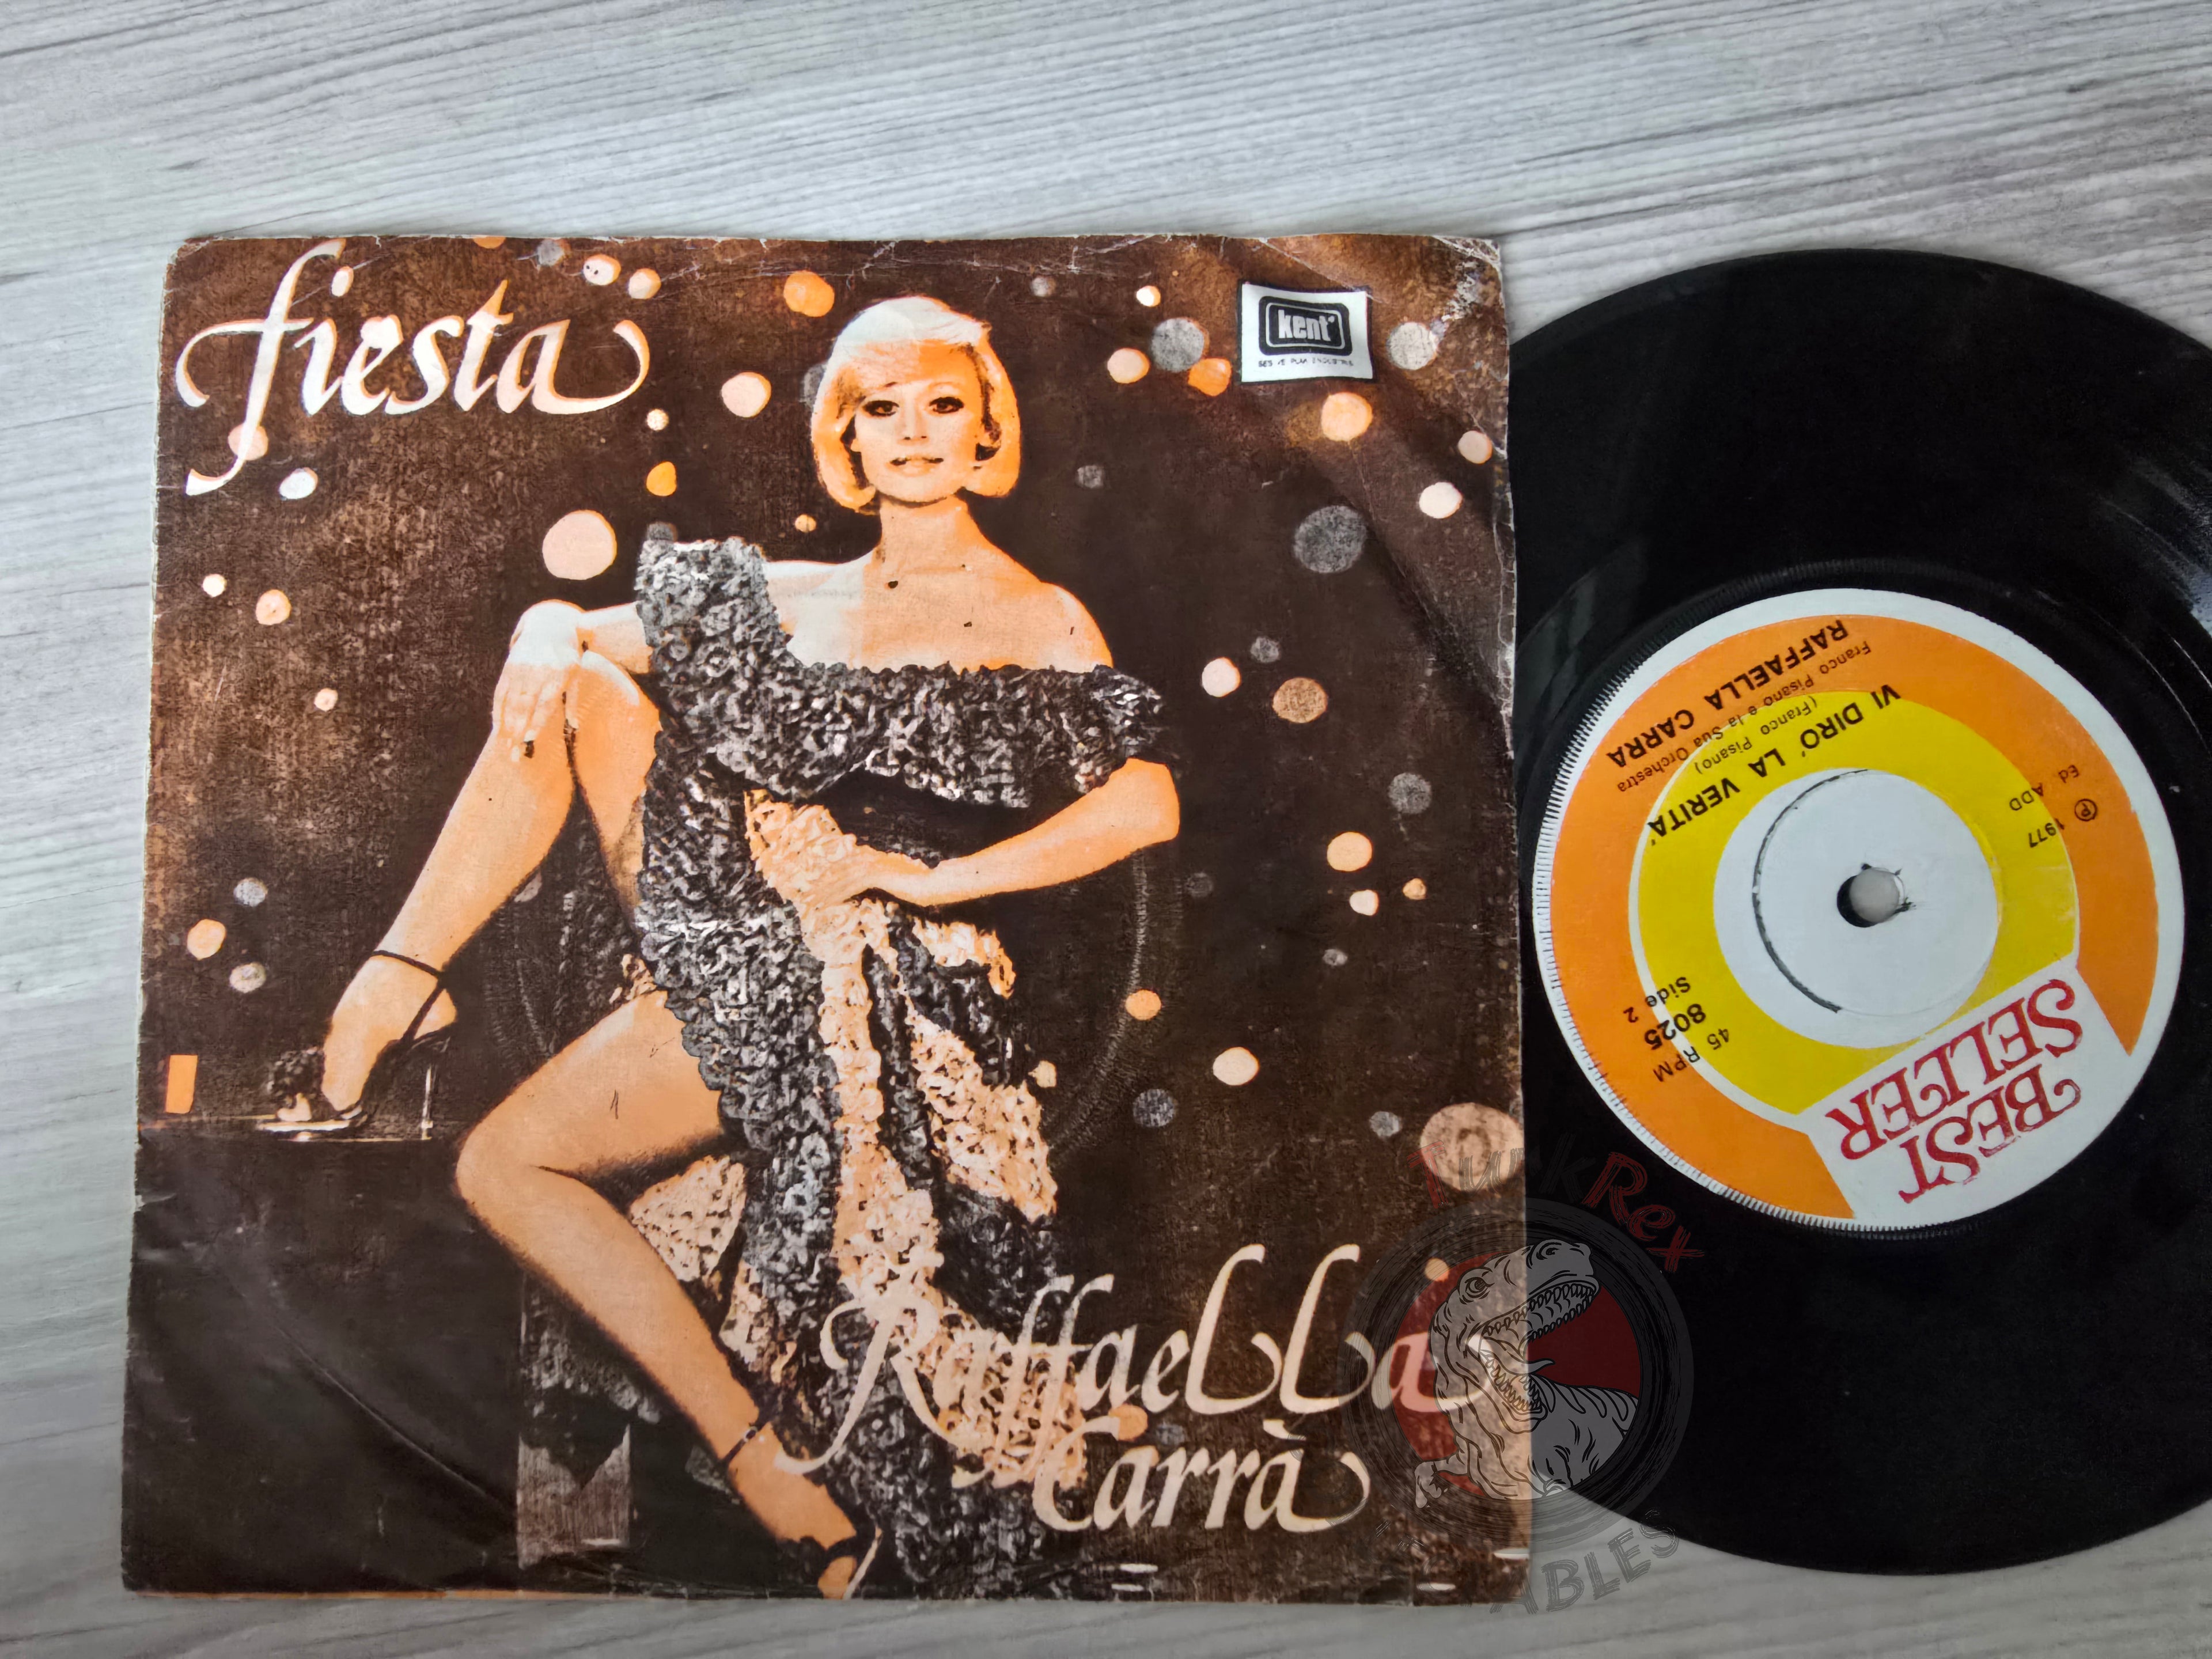 fiesta
kent
Raffaella
Carrà
BEST
SELLER
45 RPM
8025
Side 2
Ed. ADD
℗ 1977
VI DIRO' LA VERITA'
(Franco Pisano)
Franco Pisano e la Sua Orchestra
RAFFAELLA CARRA